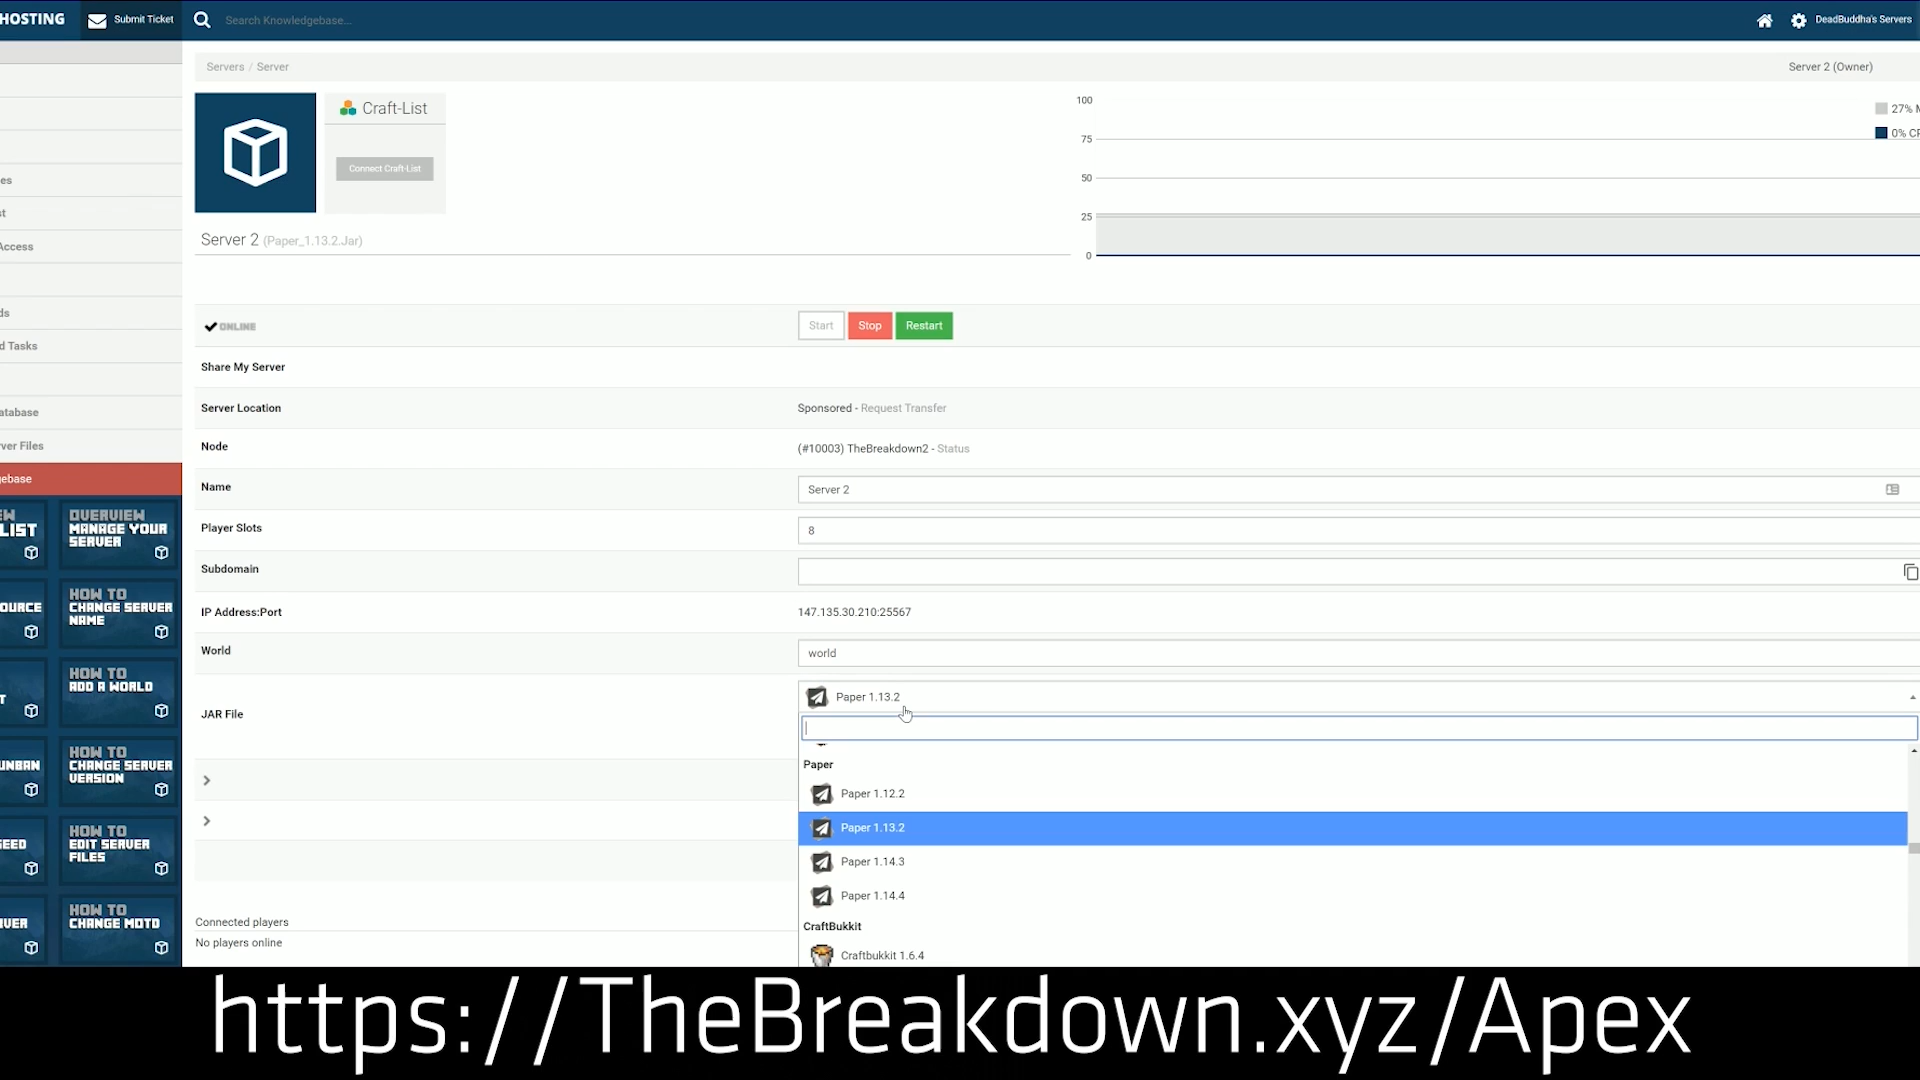 HOSTING
Submit Ticket
Search Knowledgebase...
DeadBuddha's Servers
Servers / Server
Server 2 (Owner)
Craft-List
Connect Craft-List
100
75
50
25
0
27% M
0% CP
Server 2 (Paper_1.13.2.Jar)
es
st
Access
ds
d Tasks
atabase
ver Files
gebase
ONLINE
Start
Stop
Restart
Share My Server
Server Location
Sponsored - Request Transfer
Node
(#10003) TheBreakdown2 - Status
Name
Server 2
Player Slots
8
Subdomain
IP Address:Port
147.135.30.210:25567
World
world
JAR File
Paper 1.13.2
Paper
Paper 1.12.2
Paper 1.13.2
Paper 1.14.3
Paper 1.14.4
CraftBukkit
Craftbukkit 1.6.4
EW
LIST
OVERVIEW
MANAGE YOUR
SERVER
OURCE
HOW TO
CHANGE SERVER
NAME
T
HOW TO
ADD A WORLD
UNBAN
HOW TO
CHANGE SERVER
VERSION
SEED
HOW TO
EDIT SERVER
FILES
VER
HOW TO
CHANGE MOTD
Connected players
No players online
https://TheBreakdown.xyz/Apex